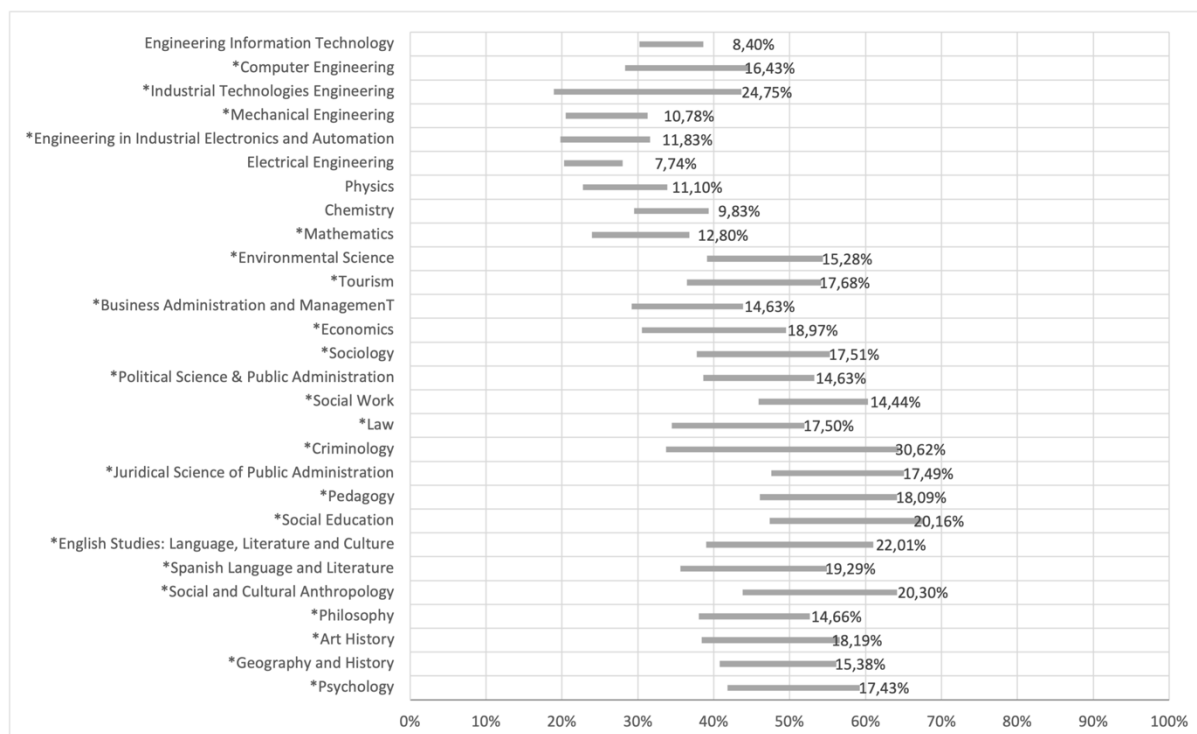 Engineering Information Technology 8,40%
*Computer Engineering 16,43%
*Industrial Technologies Engineering 24,75%
*Mechanical Engineering 10,78%
*Engineering in Industrial Electronics and Automation 11,83%
Electrical Engineering 7,74%
Physics 11,10%
Chemistry 9,83%
*Mathematics 12,80%
*Environmental Science 15,28%
*Tourism 17,68%
*Business Administration and ManagemenT 14,63%
*Economics 18,97%
*Sociology 17,51%
*Political Science & Public Administration 14,63%
*Social Work 14,44%
*Law 17,50%
*Criminology 30,62%
*Juridical Science of Public Administration 17,49%
*Pedagogy 18,09%
*Social Education 20,16%
*English Studies: Language, Literature and Culture 22,01%
*Spanish Language and Literature 19,29%
*Social and Cultural Anthropology 20,30%
*Philosophy 14,66%
*Art History 18,19%
*Geography and History 15,38%
*Psychology 17,43%
0% 10% 20% 30% 40% 50% 60% 70% 80% 90% 100%